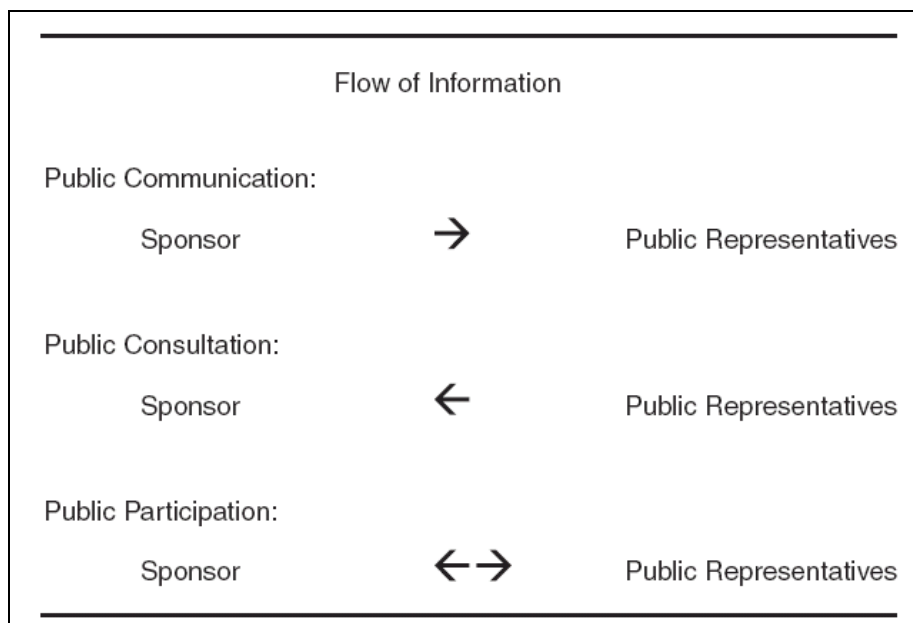 Flow of Information
Public Communication:
Sponsor → Public Representatives
Public Consultation:
Sponsor ← Public Representatives
Public Participation:
Sponsor ←→ Public Representatives